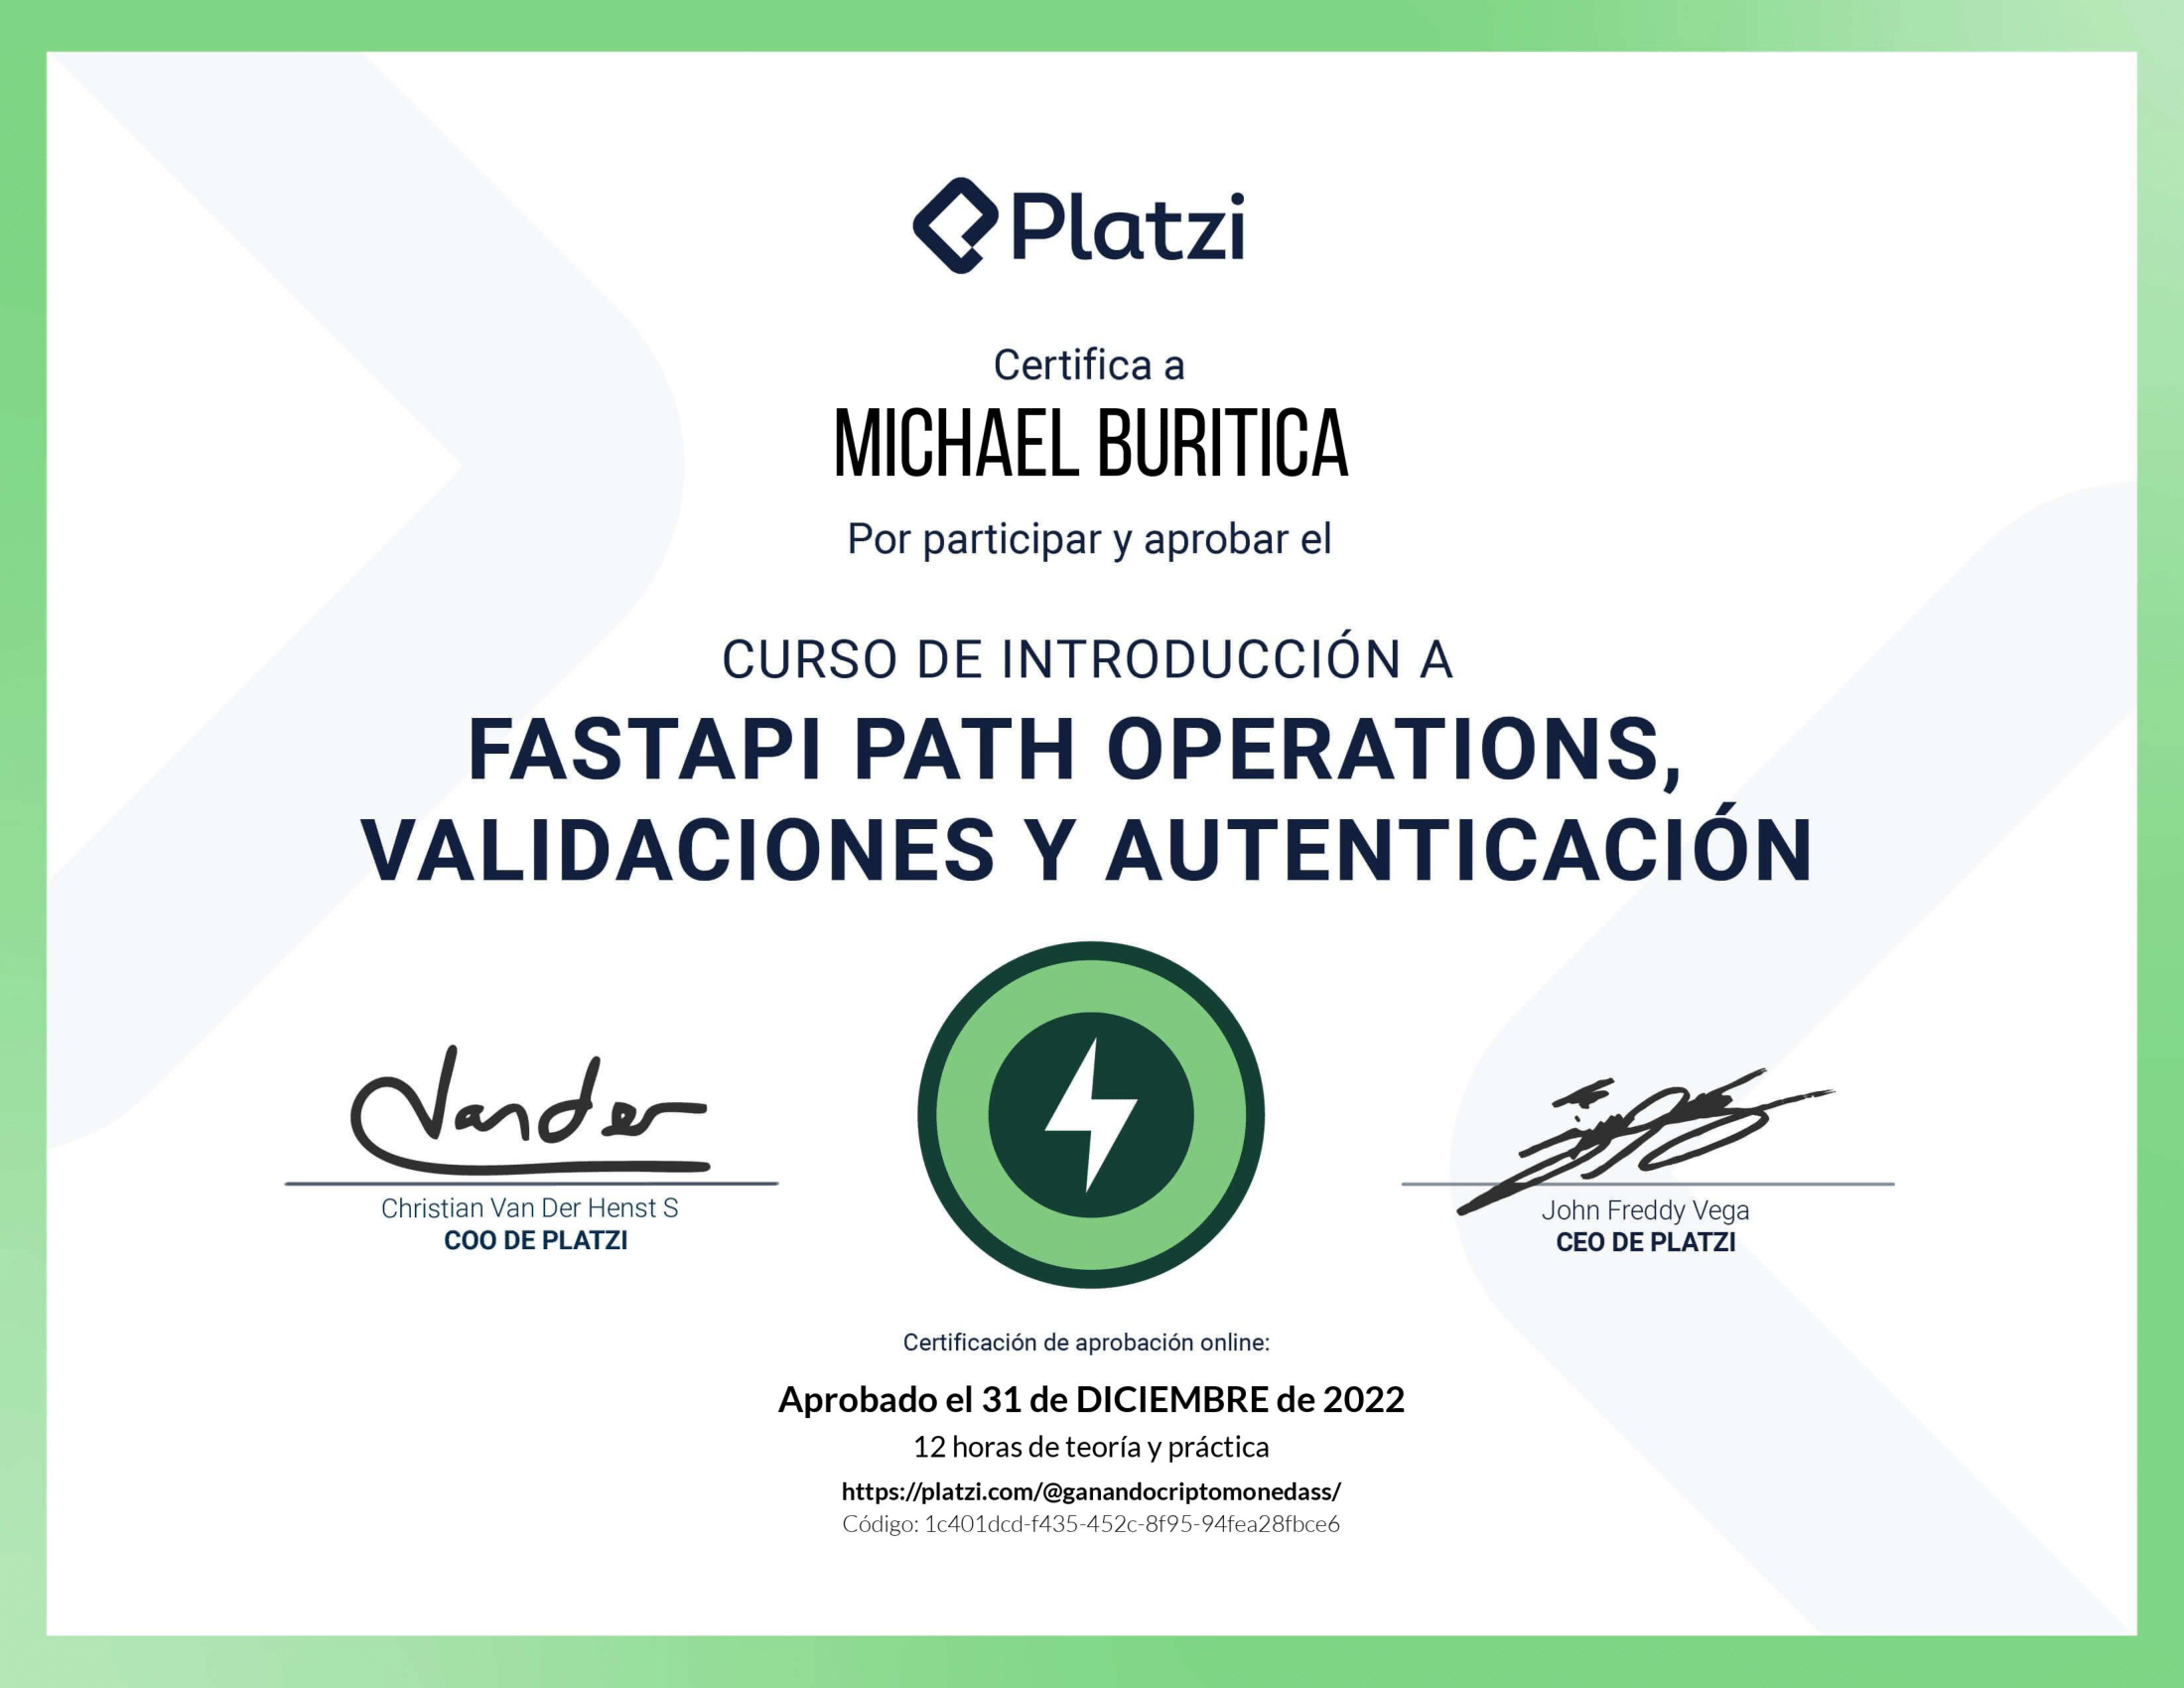 Platzi
Certifica a
MICHAEL BURITICA
Por participar y aprobar el
CURSO DE INTRODUCCIÓN A
FASTAPI PATH OPERATIONS,
VALIDACIONES Y AUTENTICACIÓN
Vander
Christian Van Der Henst S
COO DE PLATZI
John Freddy Vega
CEO DE PLATZI
Certificación de aprobación online:
Aprobado el 31 de DICIEMBRE de 2022
12 horas de teoría y práctica
https://platzi.com/@ganandocriptomonedass/
Código: 1c401dcd-f435-452c-8f95-94fea28fbce6